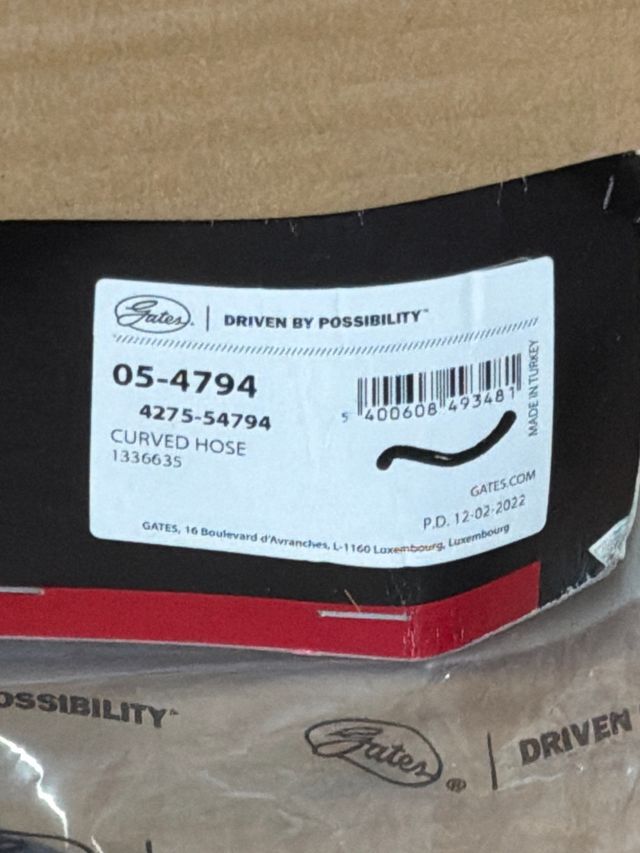 Gates. | DRIVEN BY POSSIBILITY™
05-4794
4275-54794
CURVED HOSE
1336635
5 400608 493481
MADE IN TURKEY
GATES.COM
P.D. 12-02-2022
GATES, 16 Boulevard d'Avranches, L-1160 Luxembourg, Luxembourg
OSSIBILITY™
Gates® | DRIVEN